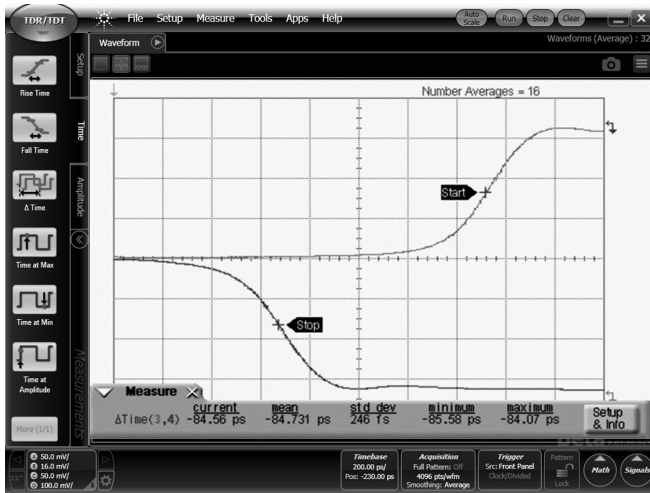 TDR/TDT
File Setup Measure Tools Apps Help
Auto Scale
Run
Stop
Clear
Waveform
Waveforms (Average) : 32
Setup
Time
Amplitude
Rise Time
Fall Time
Δ Time
Time at Max
Time at Min
Time at Amplitude
More (1/1)
Measurements
Number Averages = 16
Start
Stop
Measure
current mean std dev minimum maximum
ΔTime(3,4) -84.56 ps -84.731 ps 246 fs -85.58 ps -84.07 ps
Setup & Info
50.0 mV/
16.0 mV/
50.0 mV/
100.0 mV/
Timebase
200.00 ps/
Pos: -230.00 ps
Acquisition
Full Pattern: Off
4096 pts/wfm
Smoothing: Average
Trigger
Src: Front Panel
Clock/Divided
Pattern
Lock
Math
Signals